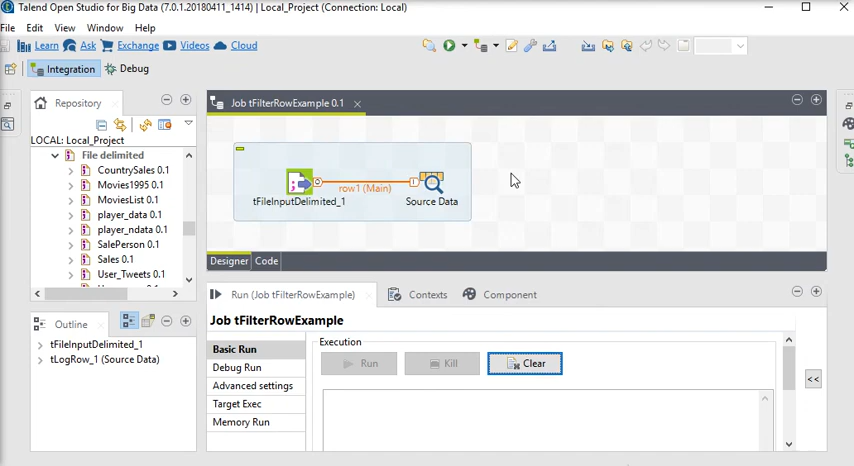 Talend Open Studio for Big Data (7.0.1.20180411_1414) | Local_Project (Connection: Local)
File Edit View Window Help
Learn Ask Exchange Videos Cloud
Integration Debug
Repository
LOCAL: Local_Project
File delimited
CountrySales 0.1
Movies1995 0.1
MoviesList 0.1
player_data 0.1
player_ndata 0.1
SalePerson 0.1
Sales 0.1
User_Tweets 0.1
Outline
tFileInputDelimited_1
tLogRow_1 (Source Data)
Job tFilterRowExample 0.1
row1 (Main)
tFileInputDelimited_1 Source Data
Designer Code
Run (Job tFilterRowExample) Contexts Component
Job tFilterRowExample
Basic Run
Debug Run
Advanced settings
Target Exec
Memory Run
Execution
Run Kill Clear
<<